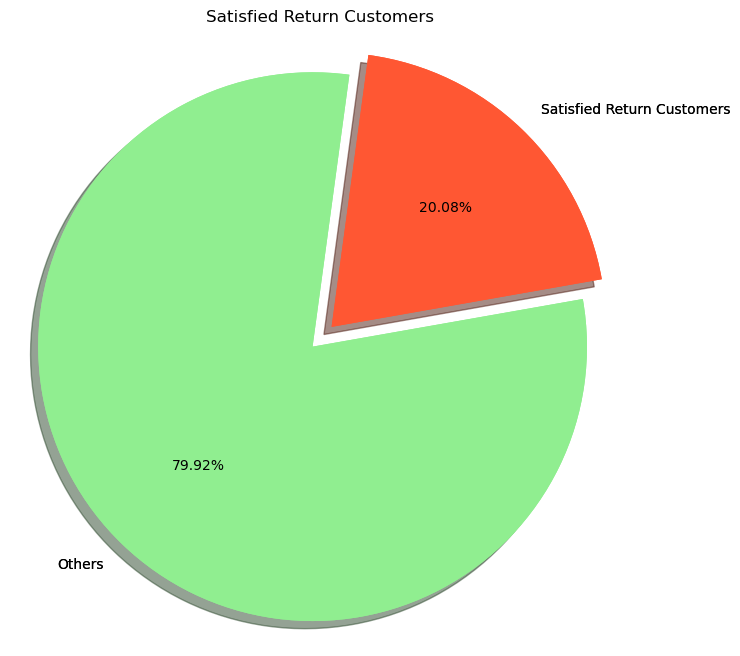 Satisfied Return Customers
Satisfied Return Customers
20.08%
79.92%
Others